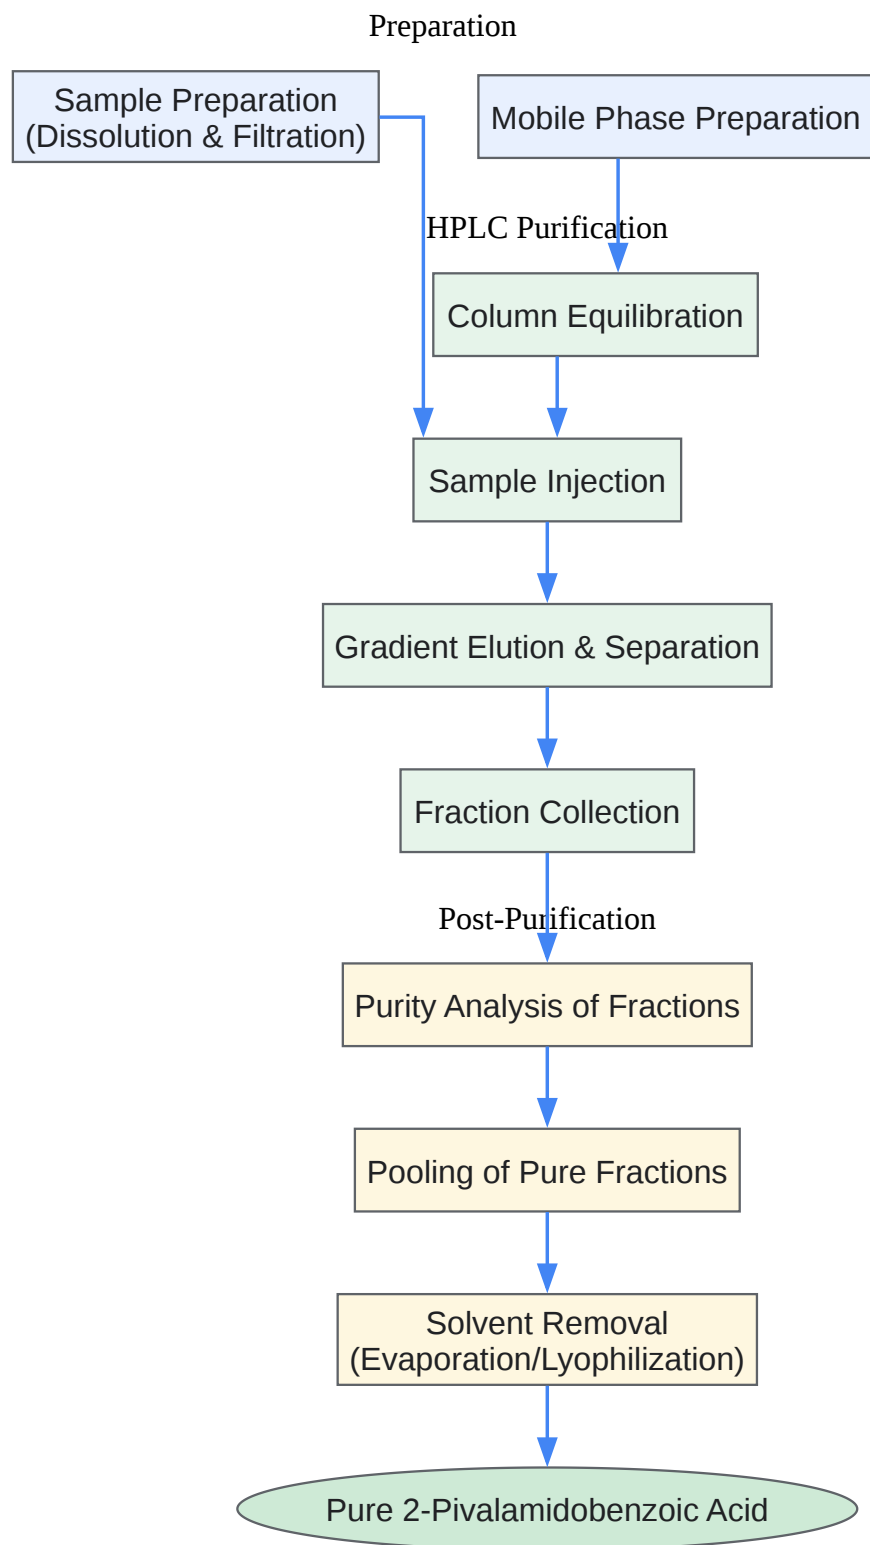 Preparation
Sample Preparation
(Dissolution & Filtration)
Mobile Phase Preparation
HPLC Purification
Column Equilibration
Sample Injection
Gradient Elution & Separation
Fraction Collection
Post-Purification
Purity Analysis of Fractions
Pooling of Pure Fractions
Solvent Removal
(Evaporation/Lyophilization)
Pure 2-Pivalamidobenzoic Acid